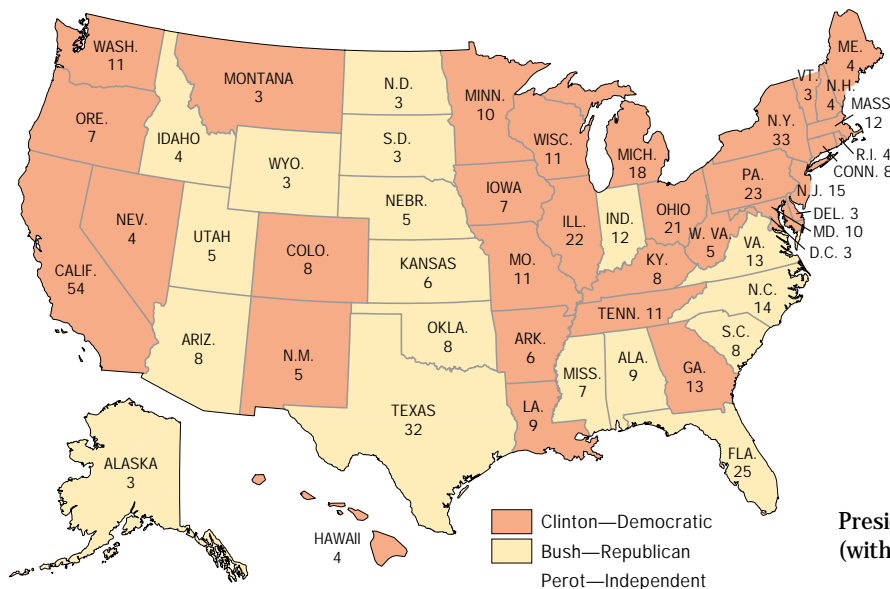 WASH.
11
MONTANA
3
N.D.
3
MINN.
10
ME.
4
VT.
3
N.H.
4
MASS
12
ORE.
7
IDAHO
4
S.D.
3
WISC.
11
MICH.
18
N.Y.
33
R.I. 4
CONN. 8
WYO.
3
PA.
23
N.J. 15
NEV.
4
NEBR.
5
IOWA
7
ILL.
22
IND.
12
OHIO
21
W. VA.
5
DEL. 3
MD. 10
D.C. 3
UTAH
5
COLO.
8
VA.
13
CALIF.
54
KANSAS
6
MO.
11
KY.
8
N.C.
14
TENN. 11
ARIZ.
8
N.M.
5
OKLA.
8
ARK.
6
S.C.
8
MISS.
7
ALA.
9
GA.
13
TEXAS
32
LA.
9
FLA.
25
ALASKA
3
HAWAII
4
Clinton—Democratic
Bush—Republican
Perot—Independent
Presi
(with